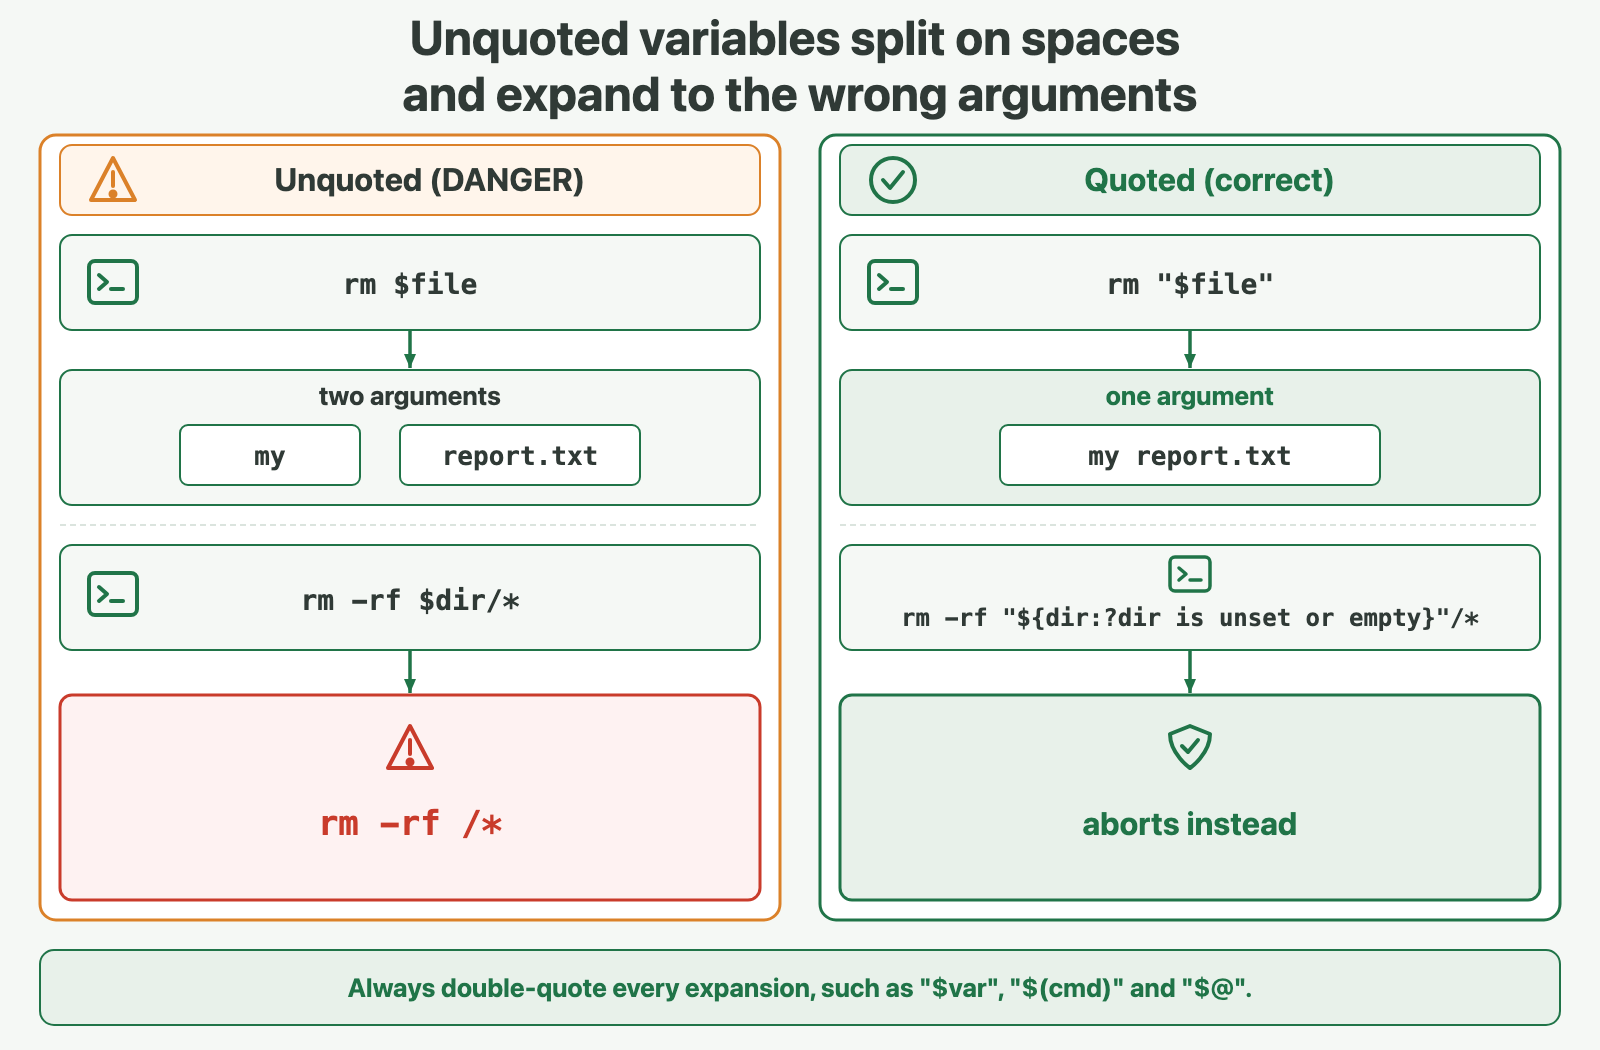 Unquoted variables split on spaces
and expand to the wrong arguments
Unquoted (DANGER)
rm $file
two arguments
my
report.txt
rm -rf $dir/*
rm -rf /*
Quoted (correct)
rm "$file"
one argument
my report.txt
rm -rf "${dir:?dir is unset or empty}"/*
aborts instead
Always double-quote every expansion, such as "$var", "$(cmd)" and "$@".